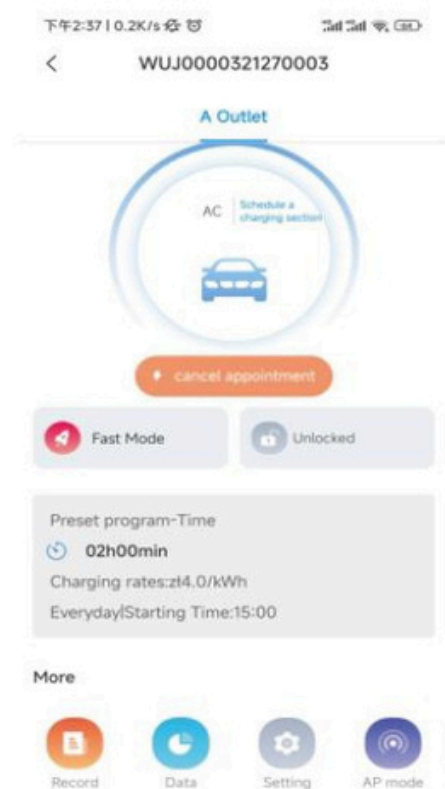 下午2:37 | 0.2K/s
WUJ0000321270003
A Outlet
AC
Schedule a
charging section
cancel appointment
Fast Mode
Unlocked
Preset program-Time
02h00min
Charging rates:zł4.0/kWh
Everyday|Starting Time:15:00
More
Record
Data
Setting
AP mode